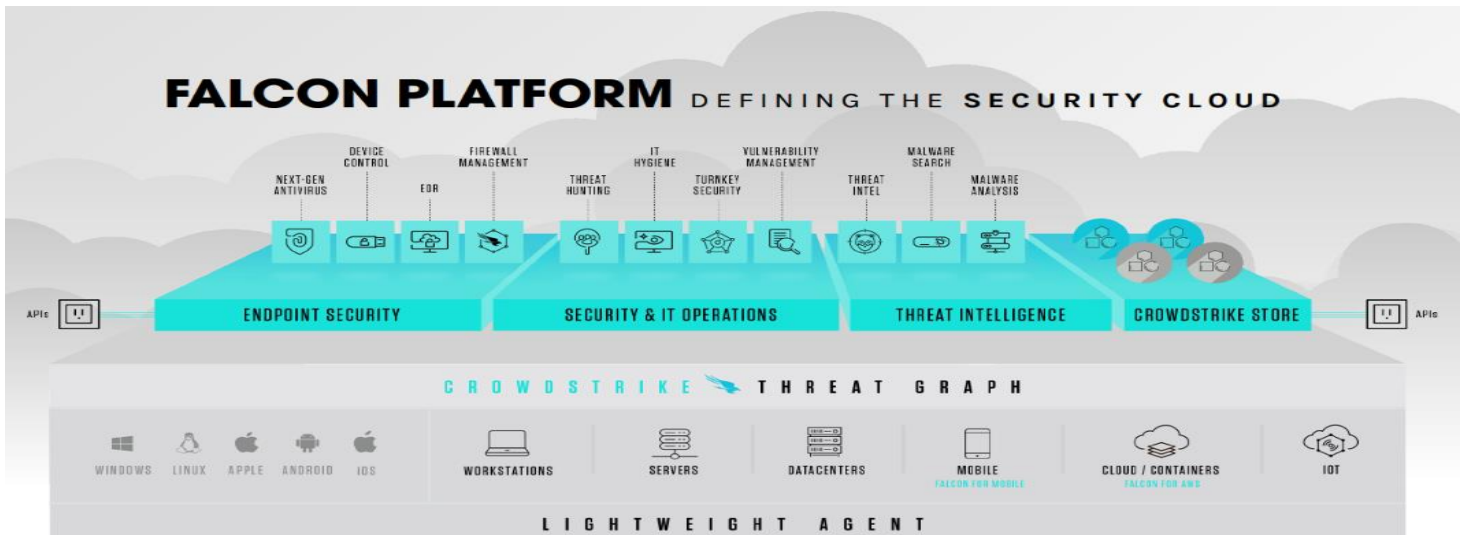 FALCON PLATFORM DEFINING THE SECURITY CLOUD
NEXT-GEN
ANTIVIRUS
DEVICE
CONTROL
EDR
FIREWALL
MANAGEMENT
THREAT
HUNTING
IT
HYGIENE
TURNKEY
SECURITY
VULNERABILITY
MANAGEMENT
THREAT
INTEL
MALWARE
SEARCH
MALWARE
ANALYSIS
APIs
ENDPOINT SECURITY
SECURITY & IT OPERATIONS
THREAT INTELLIGENCE
CROWDSTRIKE STORE
APIs
CROWDSTRIKE THREAT GRAPH
WINDOWS
LINUX
APPLE
ANDROID
IOS
WORKSTATIONS
SERVERS
DATACENTERS
MOBILE
FALCON FOR MOBILE
CLOUD / CONTAINERS
FALCON FOR AWS
IOT
LIGHTWEIGHT AGENT